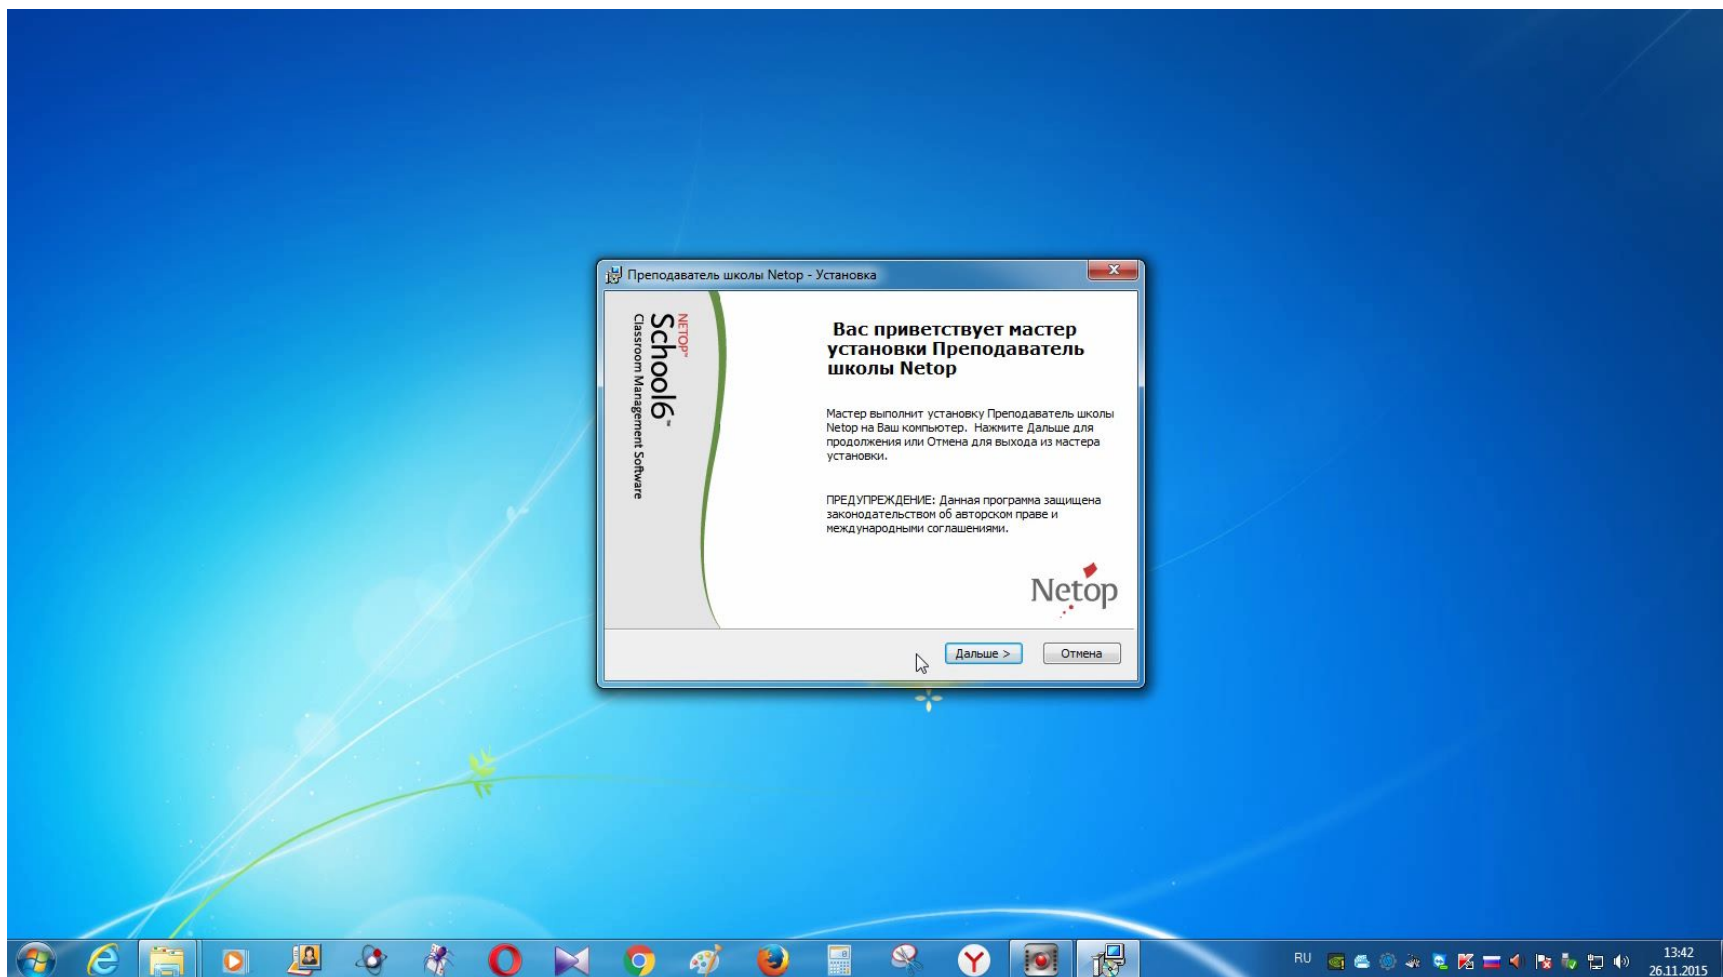 Преподаватель школы Netop - Установка
NETOP™
School6™
Classroom Management Software
Вас приветствует мастер
установки Преподаватель
школы Netop
Мастер выполнит установку Преподаватель школы
Netop на Ваш компьютер. Нажмите Дальше для
продолжения или Отмена для выхода из мастера
установки.
ПРЕДУПРЕЖДЕНИЕ: Данная программа защищена
законодательством об авторском праве и
международными соглашениями.
Netop
Дальше >
Отмена
RU
13:42
26.11.2015